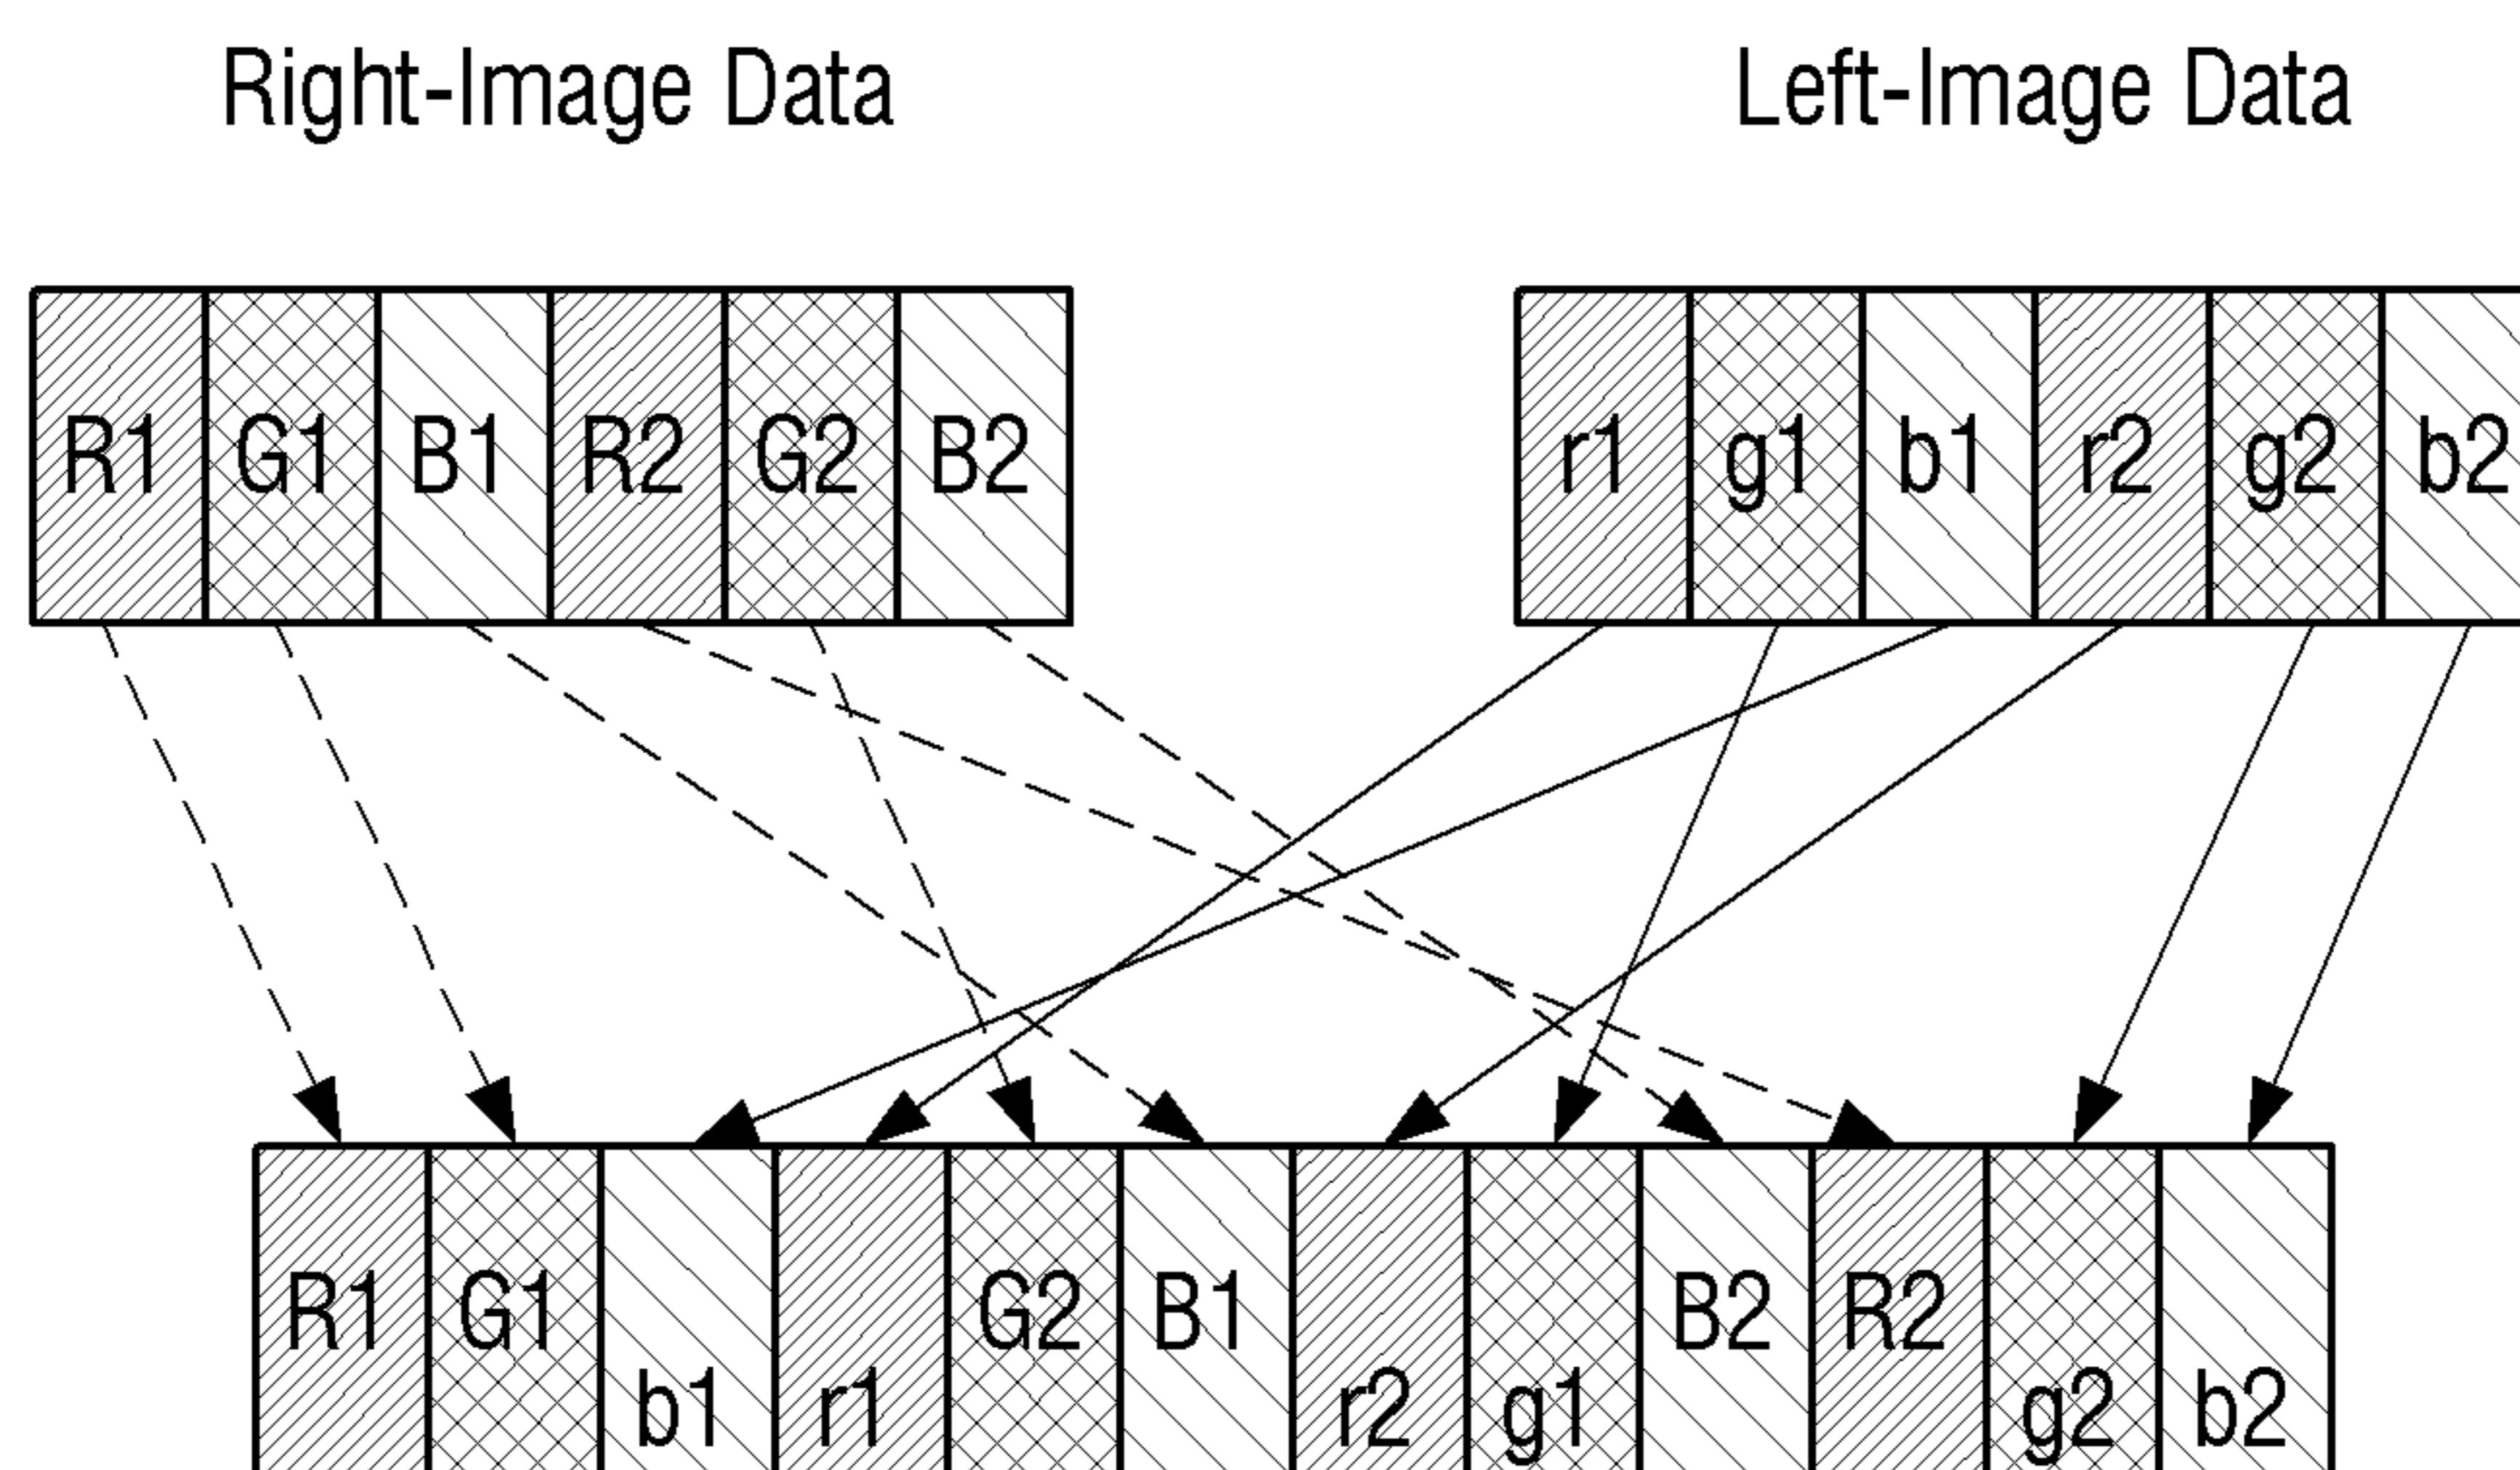 Right-Image Data Left-Image Data
R1 G1 B1 R2 G2 B2 r1 g1 b1 r2 g2 b2
R1 G1 G2 B1 B2 R2
b1 r1 r2 g1 g2 b2